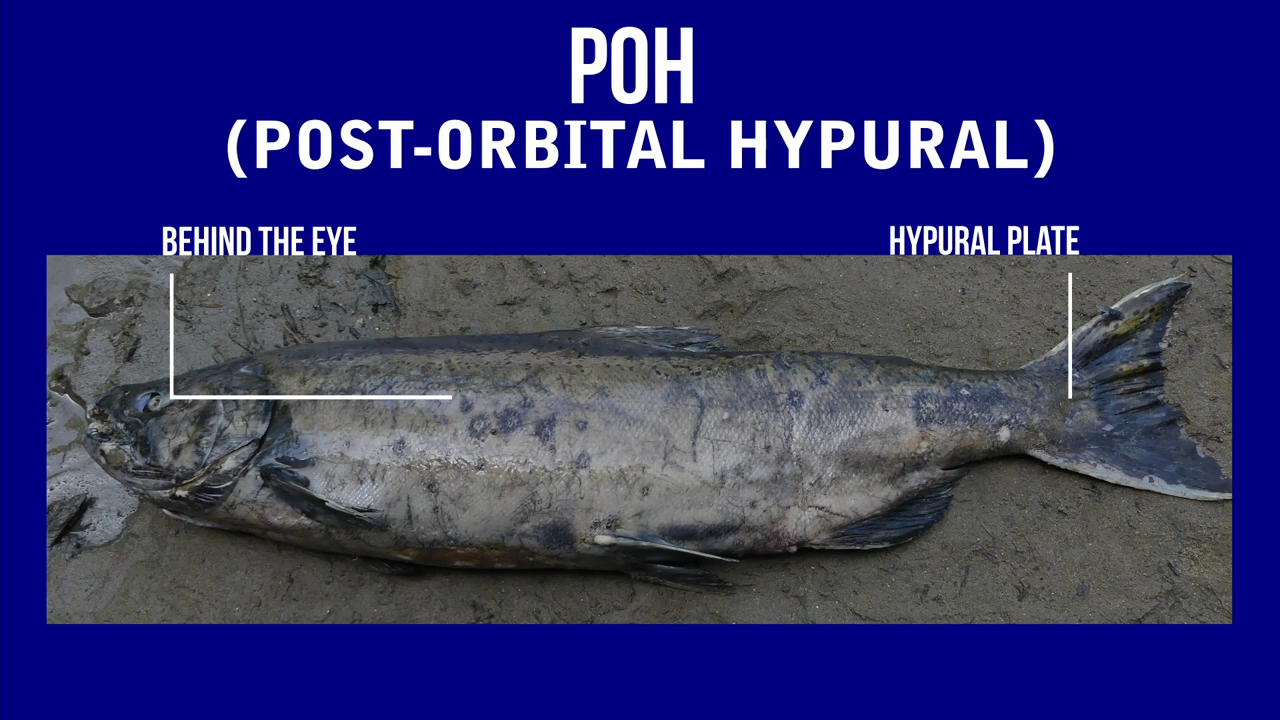 POH
(POST-ORBITAL HYPURAL)
BEHIND THE EYE
HYPURAL PLATE